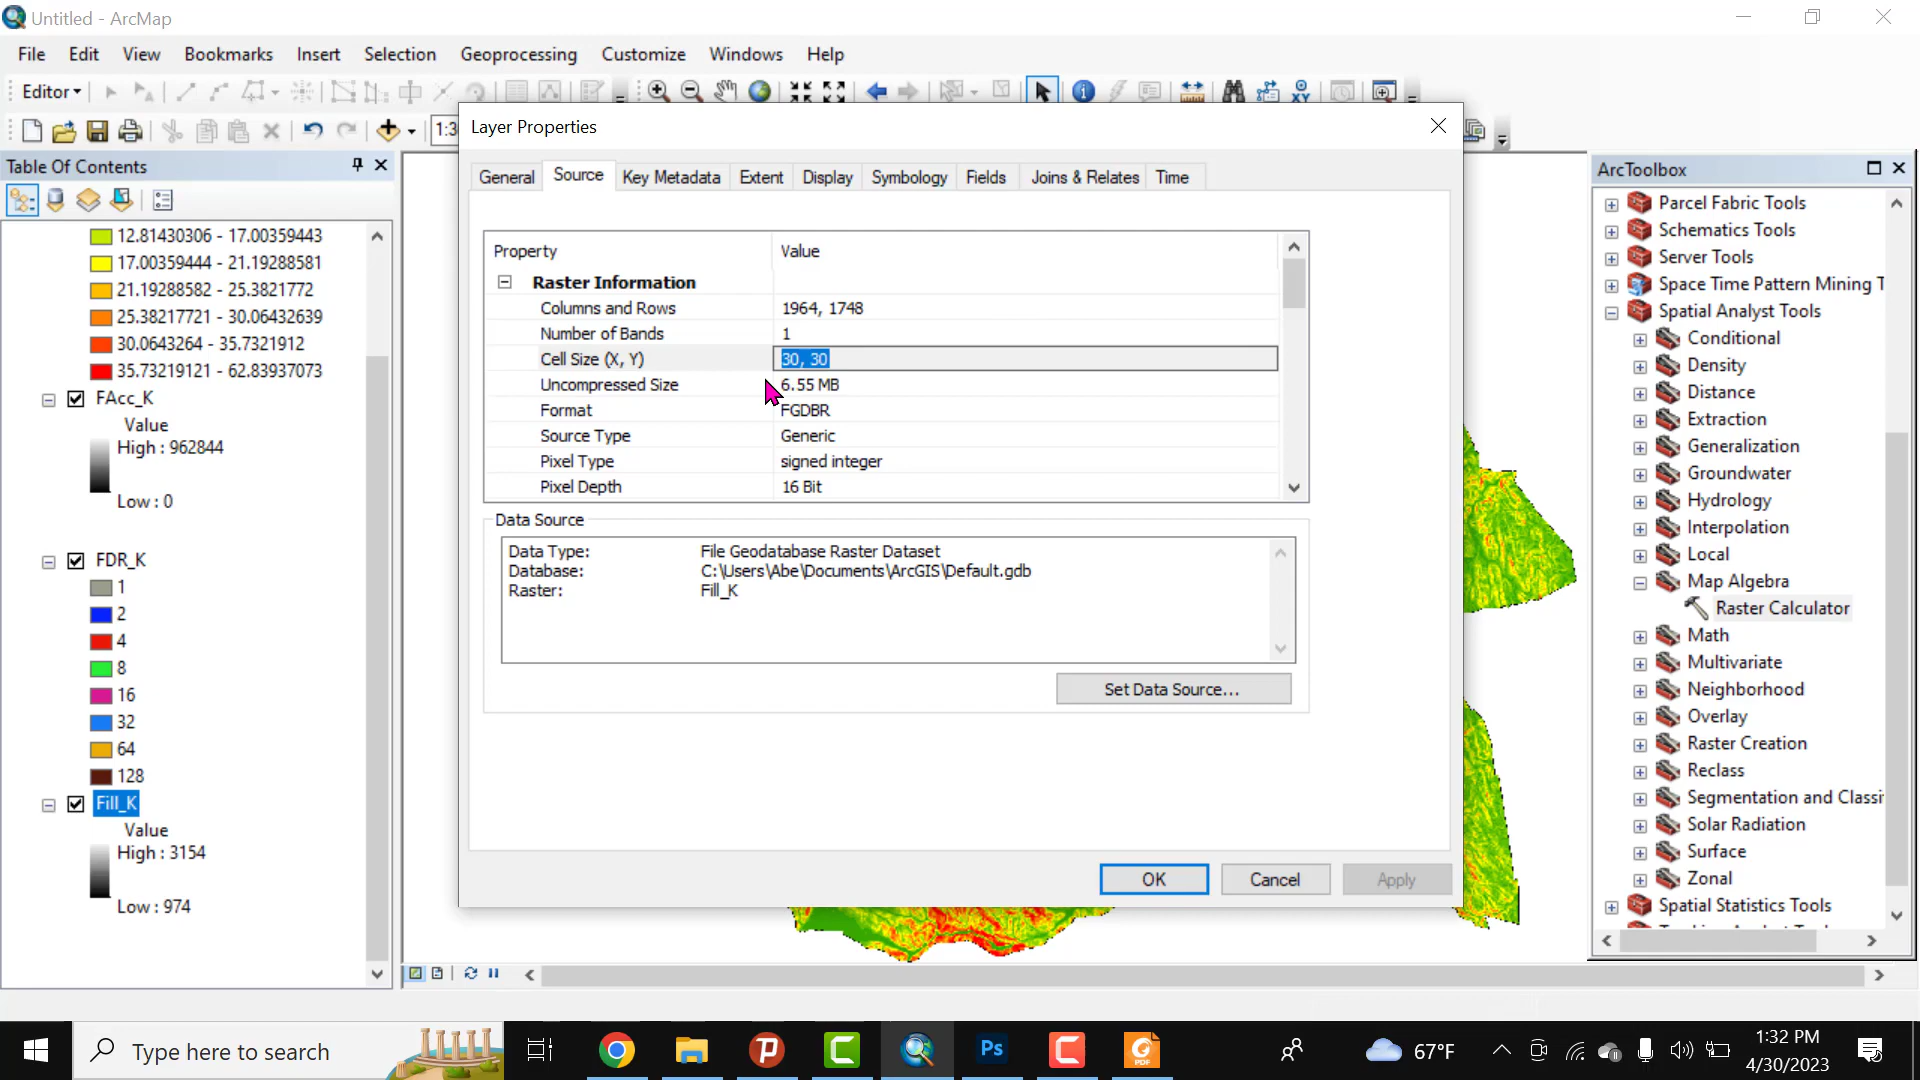 Untitled - ArcMap
File Edit View Bookmarks Insert Selection Geoprocessing Customize Windows Help
Editor
1:3
Table Of Contents
12.81430306 - 17.00359443
17.00359444 - 21.19288581
21.19288582 - 25.3821772
25.38217721 - 30.06432639
30.0643264 - 35.7321912
35.73219121 - 62.83937073
FAcc_K
Value
High : 962844
Low : 0
FDR_K
1
2
4
8
16
32
64
128
Fill_K
Value
High : 3154
Low : 974
Layer Properties
General Source Key Metadata Extent Display Symbology Fields Joins & Relates Time
Property Value
Raster Information
Columns and Rows 1964, 1748
Number of Bands 1
Cell Size (X, Y) 30, 30
Uncompressed Size 6.55 MB
Format FGDBR
Source Type Generic
Pixel Type signed integer
Pixel Depth 16 Bit
Data Source
Data Type: File Geodatabase Raster Dataset
Database: C:\Users\Abe\Documents\ArcGIS\Default.gdb
Raster: Fill_K
Set Data Source...
OK Cancel Apply
ArcToolbox
Parcel Fabric Tools
Schematics Tools
Server Tools
Space Time Pattern Mining T
Spatial Analyst Tools
Conditional
Density
Distance
Extraction
Generalization
Groundwater
Hydrology
Interpolation
Local
Map Algebra
Raster Calculator
Math
Multivariate
Neighborhood
Overlay
Raster Creation
Reclass
Segmentation and Classi
Solar Radiation
Surface
Zonal
Spatial Statistics Tools
Type here to search
Ps
PDF
67°F
1:32 PM
4/30/2023